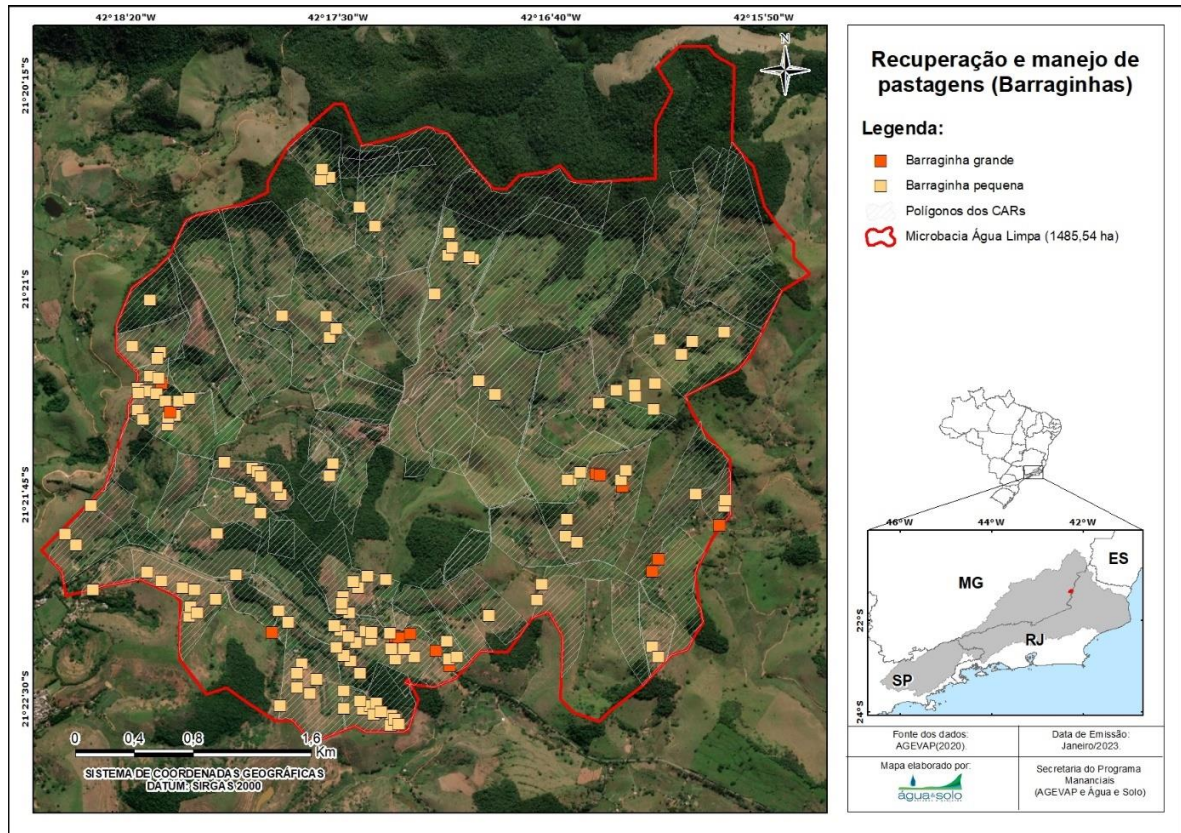 42°18'20"W
42°17'30"W
42°16'40"W
42°15'50"W
21°20'15"S
21°21'S
21°21'45"S
21°22'30"S
N
0
0,4
0,8
1,6
Km
SISTEMA DE COORDENADAS GEOGRÁFICAS
DATUM: SIRGAS 2000
Recuperação e manejo de
pastagens (Barraginhas)
Legenda:
Barraginha grande
Barraginha pequena
Polígonos dos CARs
Microbacia Água Limpa (1485,54 ha)
46°W
44°W
42°W
22°S
24°S
MG
ES
RJ
SP
Fonte dos dados:
AGEVAP(2020).
Data de Emissão:
Janeiro/2023.
Mapa elaborado por:
água e solo
Secretaria do Programa
Mananciais
(AGEVAP e Água e Solo)